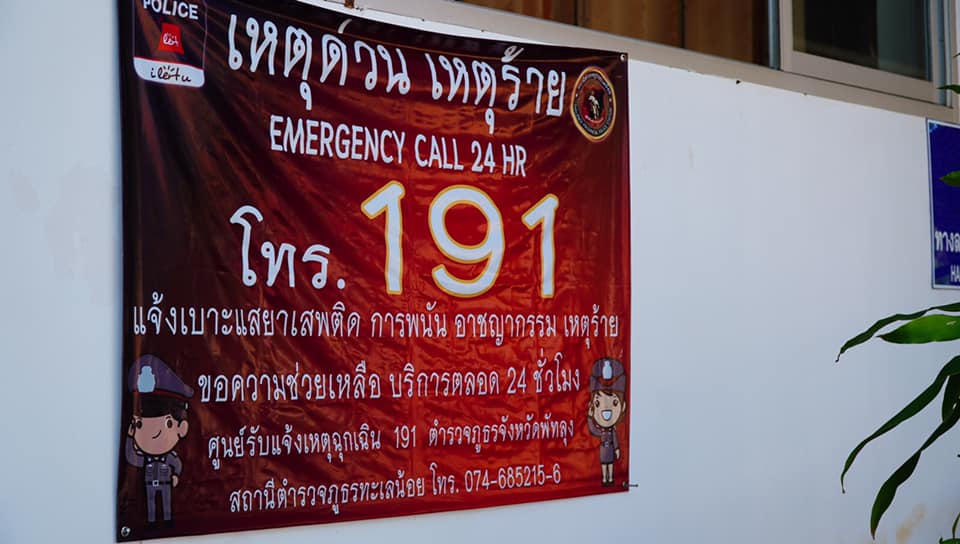 POLICE
เหตุด่วน เหตุร้าย
EMERGENCY CALL 24 HR
โทร. 191
แจ้งเบาะแสยาเสพติด การพนัน อาชญากรรม เหตุร้าย
ขอความช่วยเหลือ บริการตลอด 24 ชั่วโมง
ศูนย์รับแจ้งเหตุฉุกเฉิน 191 ตำรวจภูธรจังหวัดพัทลุง
สถานีตำรวจภูธรทะเลน้อย โทร. 074-685215-6